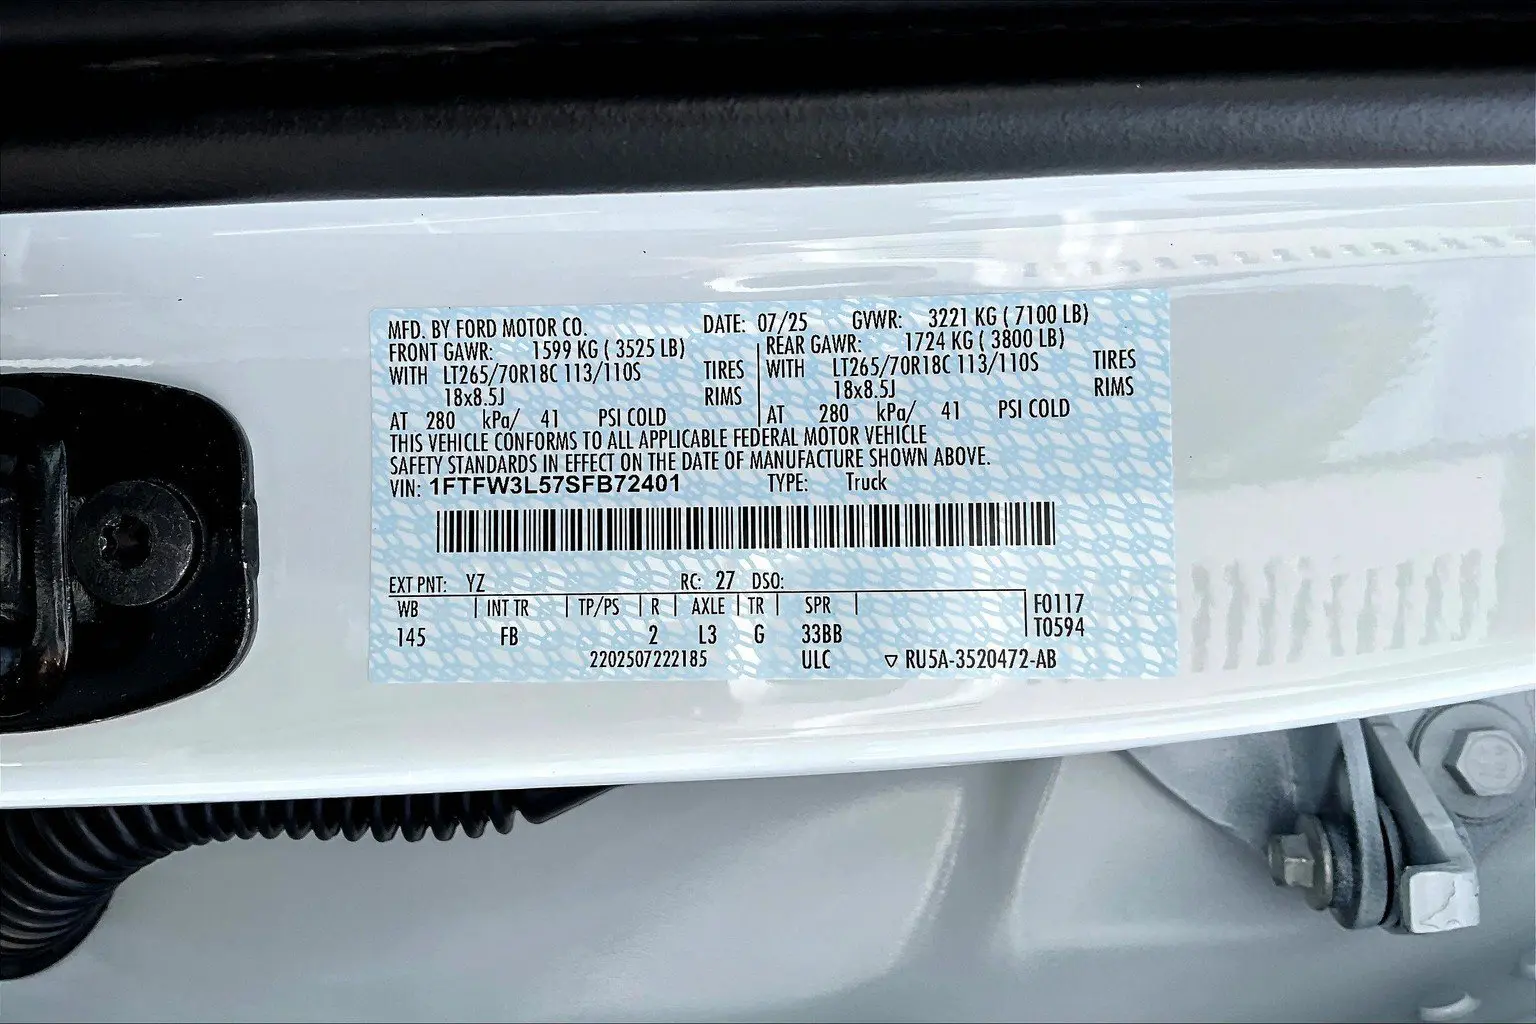 MFD. BY FORD MOTOR CO. DATE: 07/25 GVWR: 3221 KG ( 7100 LB)
FRONT GAWR: 1599 KG ( 3525 LB) REAR GAWR: 1724 KG ( 3800 LB)
WITH LT265/70R18C 113/110S TIRES WITH LT265/70R18C 113/110S TIRES
18x8.5J RIMS 18x8.5J RIMS
AT 280 kPa/ 41 PSI COLD AT 280 kPa/ 41 PSI COLD
THIS VEHICLE CONFORMS TO ALL APPLICABLE FEDERAL MOTOR VEHICLE
SAFETY STANDARDS IN EFFECT ON THE DATE OF MANUFACTURE SHOWN ABOVE.
VIN: 1FTFW3L57SFB72401 TYPE: Truck
EXT PNT: YZ RC: 27 DSO:
WB INT TR TP/PS R AXLE TR SPR F0117
145 FB 2 L3 G 33BB T0594
2202507222185 ULC ▽ RU5A-3520472-AB